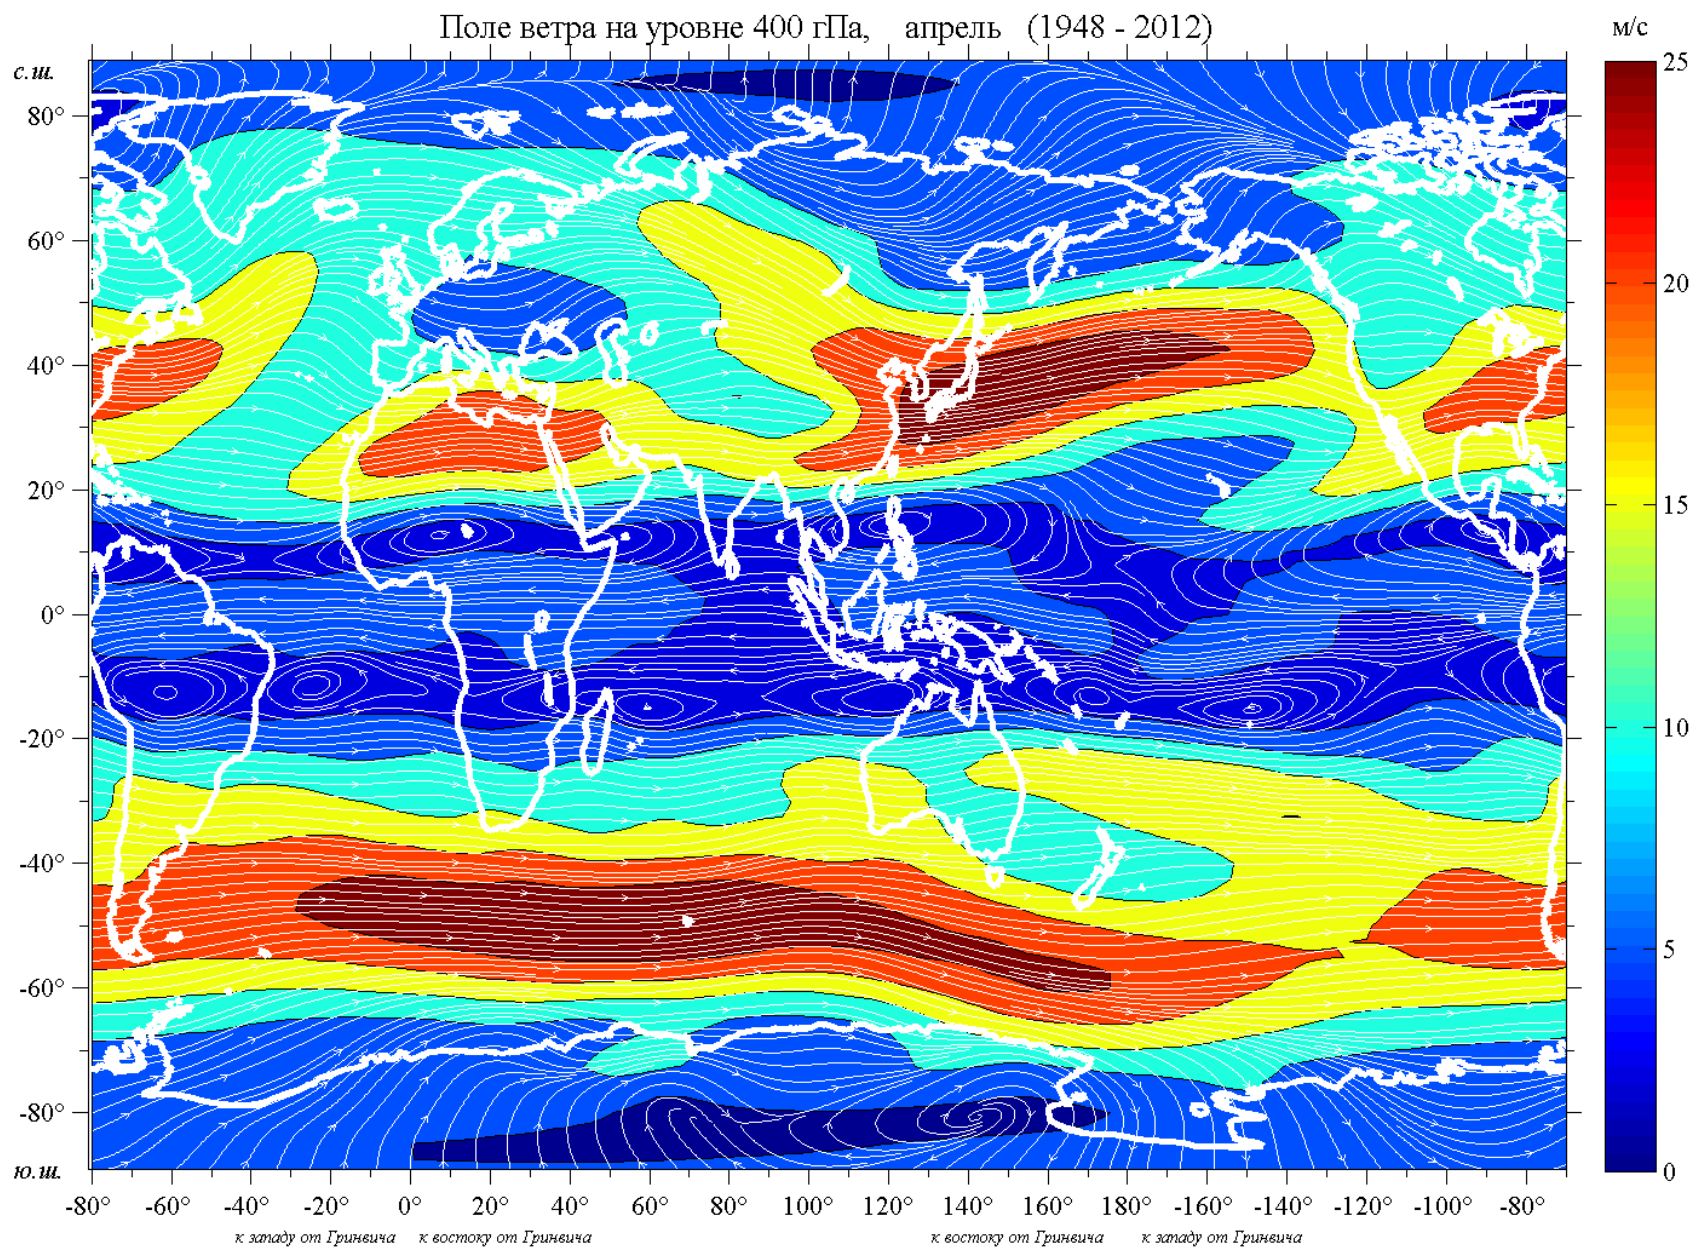 Поле ветра на уровне 400 гПа, апрель (1948 - 2012)
м/с
с.ш.
80°
60°
40°
20°
0°
-20°
-40°
-60°
-80°
ю.ш.
-80° -60° -40° -20° 0° 20° 40° 60° 80° 100° 120° 140° 160° 180° -160° -140° -120° -100° -80°
к западу от Гринвича к востоку от Гринвича к востоку от Гринвича к западу от Гринвича
25
20
15
10
5
0